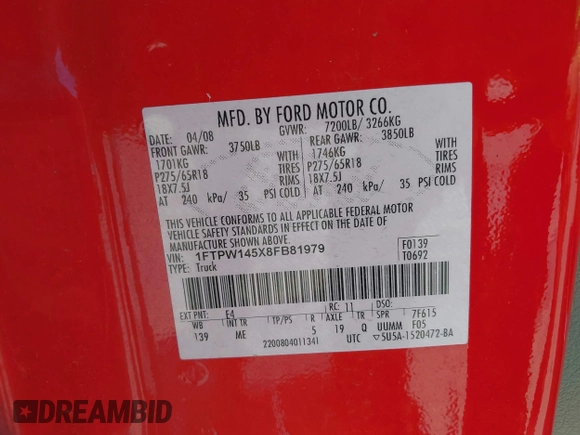 MFD. BY FORD MOTOR CO.
DATE: 04/08 GVWR: 7200LB/ 3266KG
FRONT GAWR: 3750LB REAR GAWR: 3850LB
1701KG WITH 1746KG WITH
P275/65R18 TIRES P275/65R18 TIRES
18X7.5J RIMS 18X7.5J RIMS
AT 240 kPa/ 35 PSI COLD AT 240 kPa/ 35 PSI COLD
THIS VEHICLE CONFORMS TO ALL APPLICABLE FEDERAL MOTOR
VEHICLE SAFETY STANDARDS IN EFFECT ON THE DATE OF
MANUFACTURE SHOWN ABOVE.
VIN: 1FTPW145X8FB81979 F0139
TYPE: Truck T0692
EXT PNT: E4 RC: 11 DSO:
WB INT TR TP/PS R AXLE TR SPR 7F615
139 ME 5 19 Q UUMM F05
2200804011341 UTC ▽5U5A-1520472-BA
DREAMBID